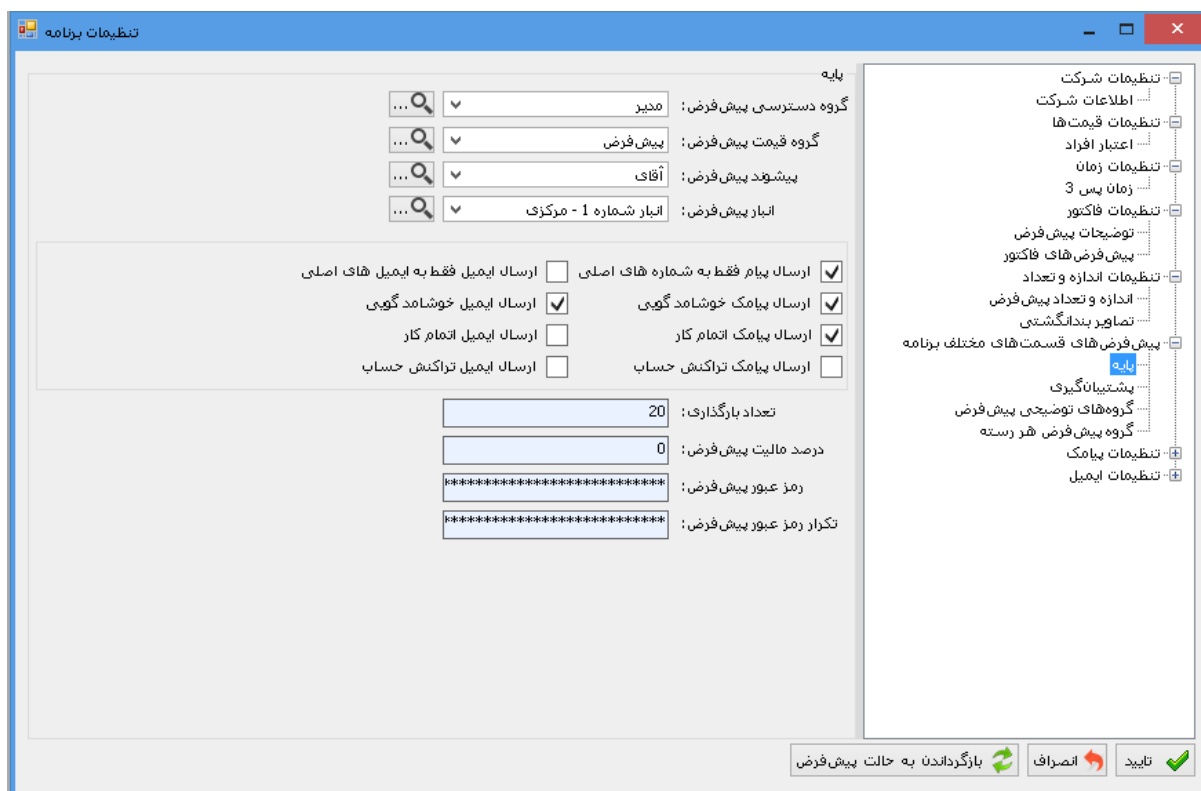 تنظیمات برنامه
تنظیمات شرکت
اطلاعات شرکت
تنظیمات قیمت‌ها
اعتبار افراد
تنظیمات زمان
زمان پس 3
تنظیمات فاکتور
توضیحات پیش‌فرض
پیش‌فرض‌های فاکتور
تنظیمات اندازه و تعداد
اندازه و تعداد پیش‌فرض
تصاویر بندانگشتی
پیش‌فرض‌های قسمت‌های مختلف برنامه
پایه
پشتیبان‌گیری
گروه‌های توضیحی پیش‌فرض
گروه پیش‌فرض هر رسته
تنظیمات پیامک
تنظیمات ایمیل
پایه
گروه دسترسی پیش‌فرض: مدیر ...
گروه قیمت پیش‌فرض: پیش‌فرض ...
پیشوند پیش‌فرض: آقای ...
انبار پیش‌فرض: انبار شماره 1 - مرکزی ...
ارسال پیام فقط به شماره های اصلی ارسال ایمیل فقط به ایمیل های اصلی
ارسال پیامک خوشامد گویی ارسال ایمیل خوشامد گویی
ارسال پیامک اتمام کار ارسال ایمیل اتمام کار
ارسال پیامک تراکنش حساب ارسال ایمیل تراکنش حساب
تعداد بارگذاری: 20
درصد مالیت پیش‌فرض: 0
رمز عبور پیش‌فرض: ****************************
تکرار رمز عبور پیش‌فرض: ****************************
تایید انصراف بازگرداندن به حالت پیش‌فرض